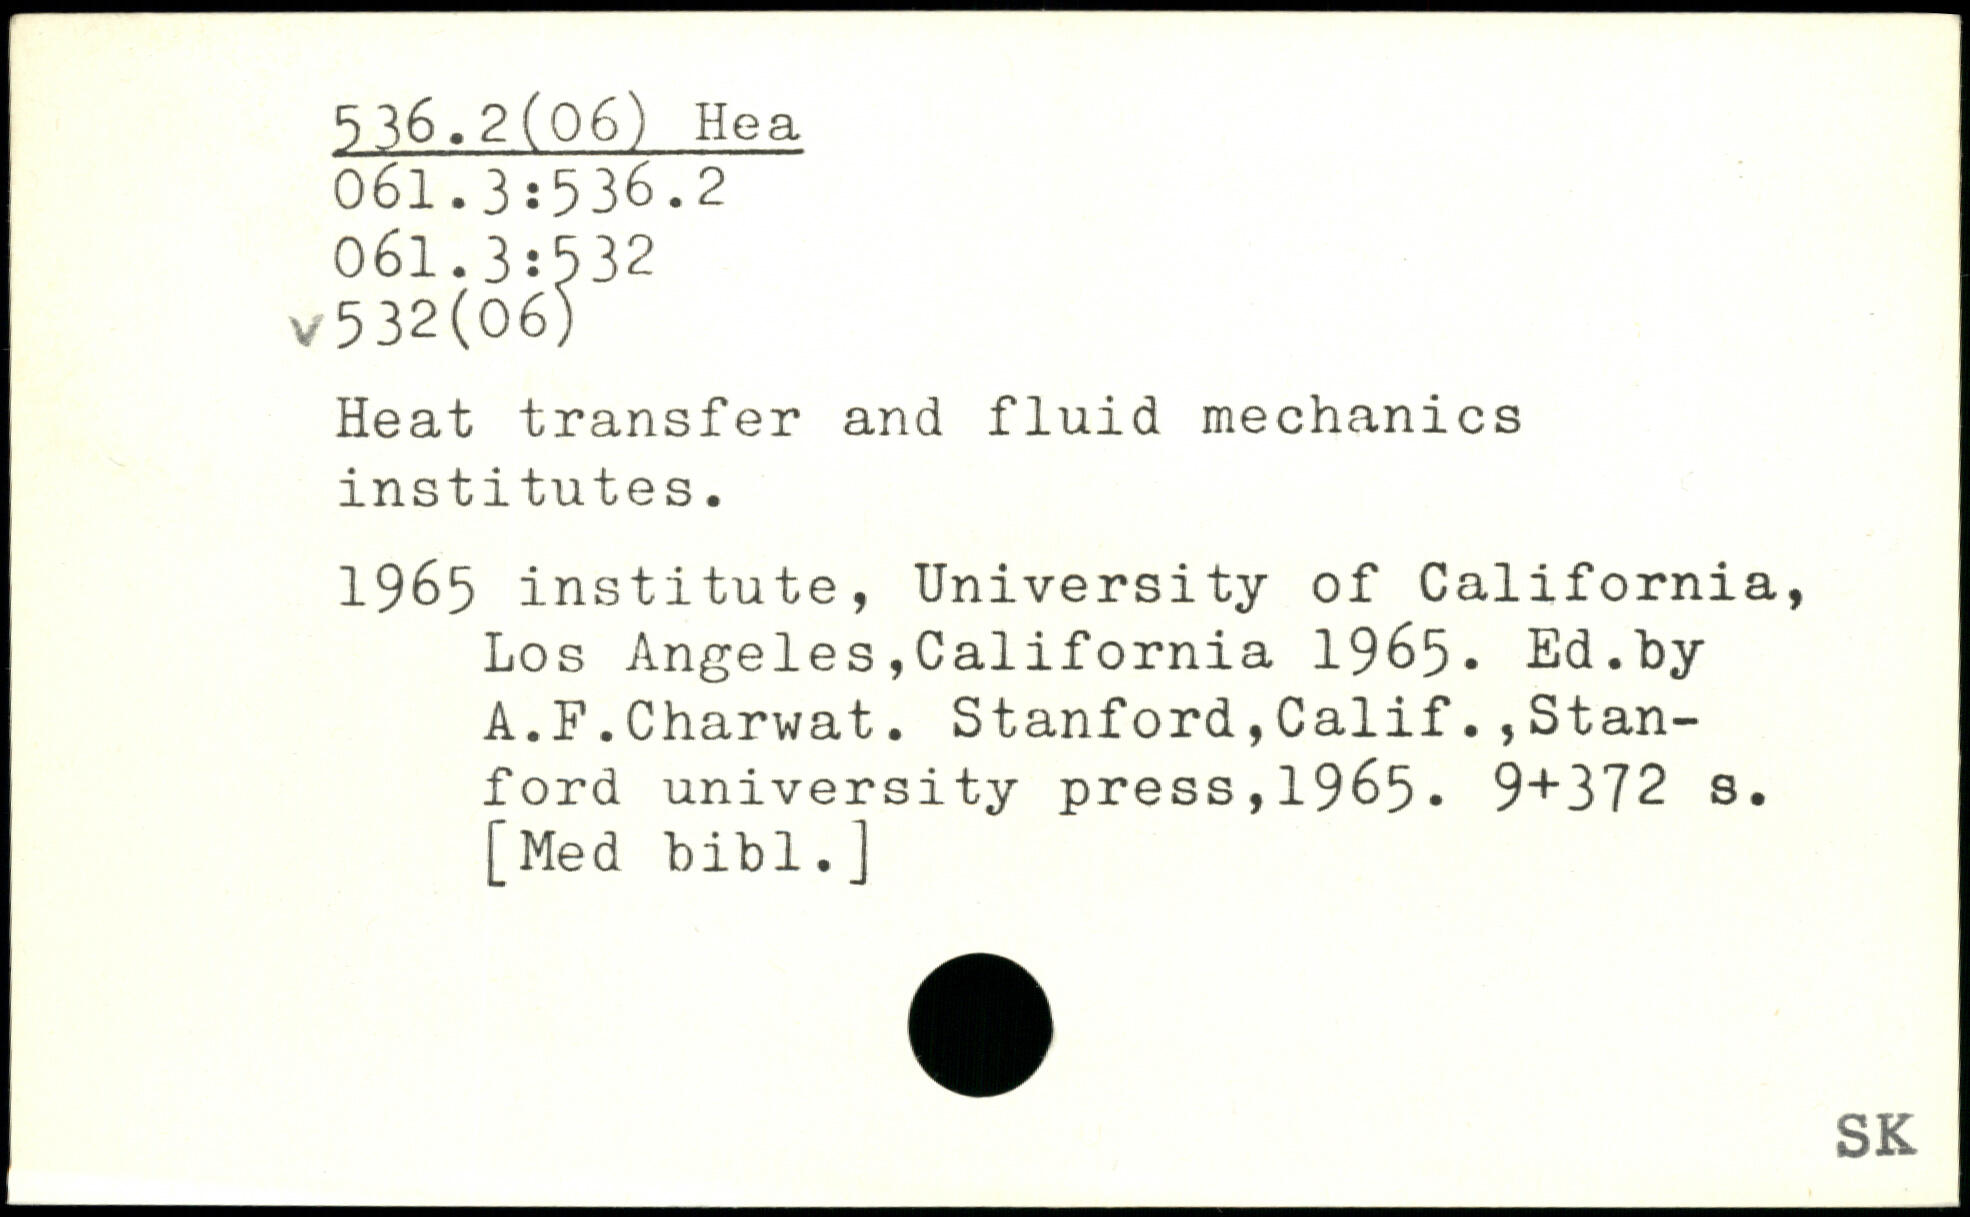 536.2(06) Hea
061.3:536.2
061.3:532
v 532(06)
Heat transfer and fluid mechanics
institutes.
1965 institute, University of California,
Los Angeles,California 1965. Ed.by
A.F.Charwat. Stanford,Calif.,Stan-
ford university press,1965. 9+372 s.
[Med bibl.]
SK